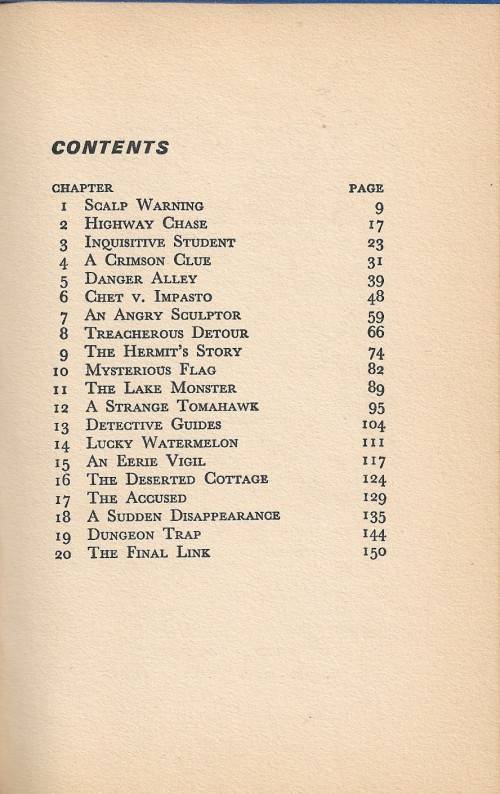 CONTENTS
CHAPTER PAGE
1 SCALP WARNING 9
2 HIGHWAY CHASE 17
3 INQUISITIVE STUDENT 23
4 A CRIMSON CLUE 31
5 DANGER ALLEY 39
6 CHET V. IMPASTO 48
7 AN ANGRY SCULPTOR 59
8 TREACHEROUS DETOUR 66
9 THE HERMIT'S STORY 74
10 MYSTERIOUS FLAG 82
11 THE LAKE MONSTER 89
12 A STRANGE TOMAHAWK 95
13 DETECTIVE GUIDES 104
14 LUCKY WATERMELON 111
15 AN EERIE VIGIL 117
16 THE DESERTED COTTAGE 124
17 THE ACCUSED 129
18 A SUDDEN DISAPPEARANCE 135
19 DUNGEON TRAP 144
20 THE FINAL LINK 150